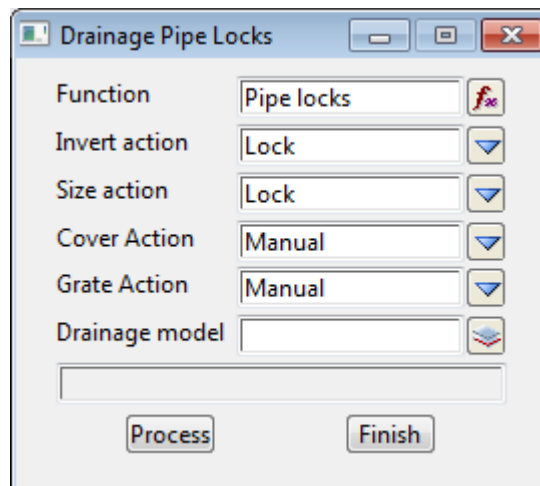 Drainage Pipe Locks
Function Pipe locks
Invert action Lock
Size action Lock
Cover Action Manual
Grate Action Manual
Drainage model
Process Finish